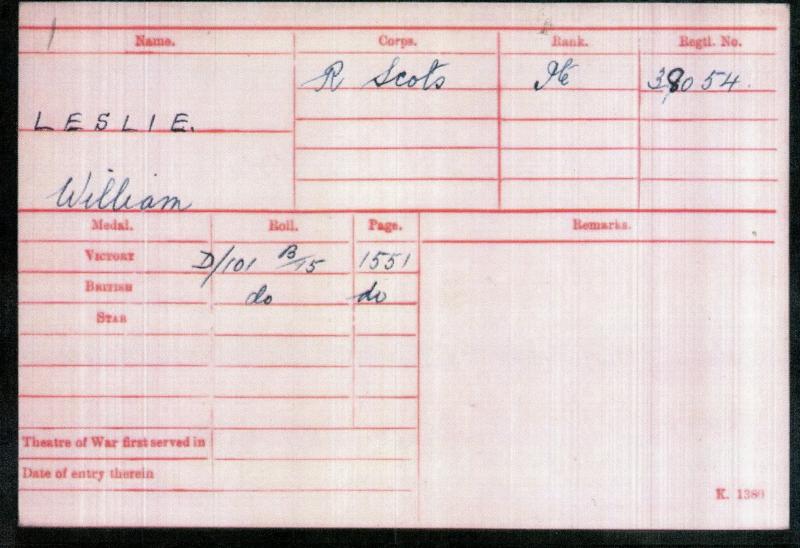 Name. Corps. Rank. Regtl. No.
R Scots Pte 38054.
LESLIE.
William
Medal. Roll. Page. Remarks.
VICTORY D/101 B/15 1551
BRITISH do do
STAR
Theatre of War first served in
Date of entry therein
K. 1380